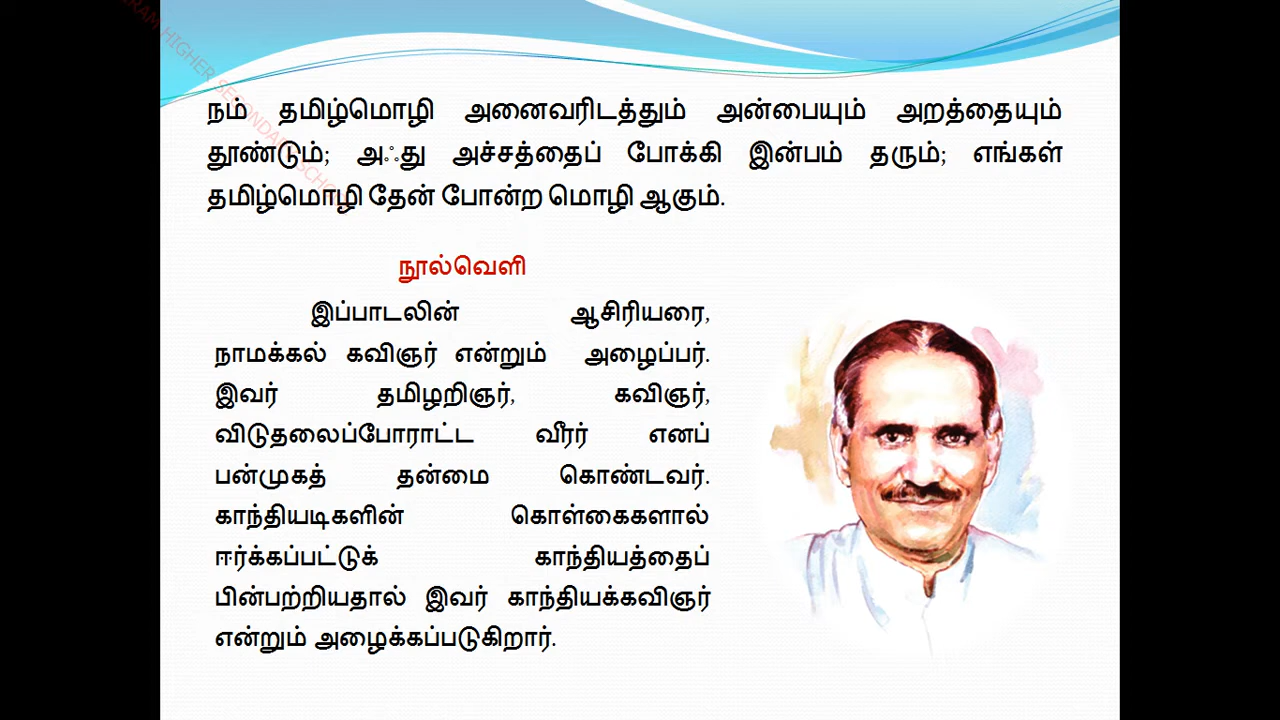 நம் தமிழ்மொழி அனைவரிடத்தும் அன்பையும் அறத்தையும்
தூண்டும்; அஃது அச்சத்தைப் போக்கி இன்பம் தரும்; எங்கள்
தமிழ்மொழி தேன் போன்ற மொழி ஆகும்.
நூல்வெளி
இப்பாடலின் ஆசிரியரை,
நாமக்கல் கவிஞர் என்றும் அழைப்பர்.
இவர் தமிழறிஞர், கவிஞர்,
விடுதலைப்போராட்ட வீரர் எனப்
பன்முகத் தன்மை கொண்டவர்.
காந்தியடிகளின் கொள்கைகளால்
ஈர்க்கப்பட்டுக் காந்தியத்தைப்
பின்பற்றியதால் இவர் காந்தியக்கவிஞர்
என்றும் அழைக்கப்படுகிறார்.
HIGHER SECONDARY SCHOOL